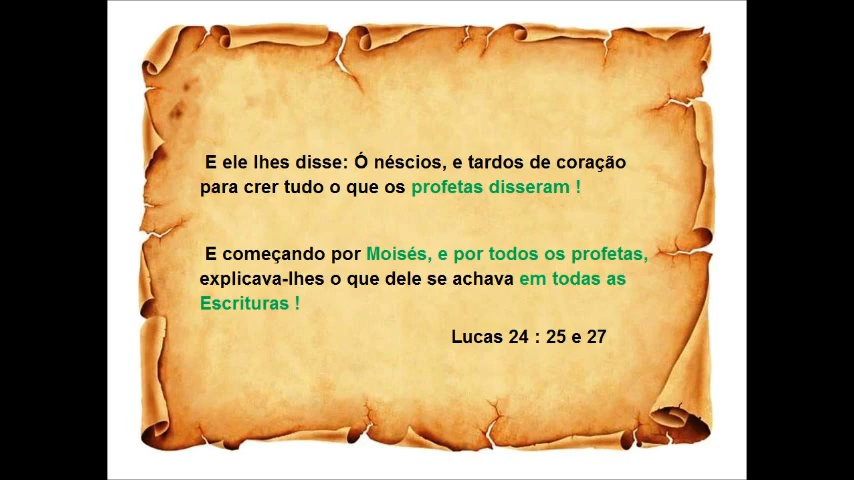 E ele lhes disse: Ó néscios, e tardos de coração
para crer tudo o que os profetas disseram !
E começando por Moisés, e por todos os profetas,
explicava-lhes o que dele se achava em todas as
Escrituras !
Lucas 24 : 25 e 27